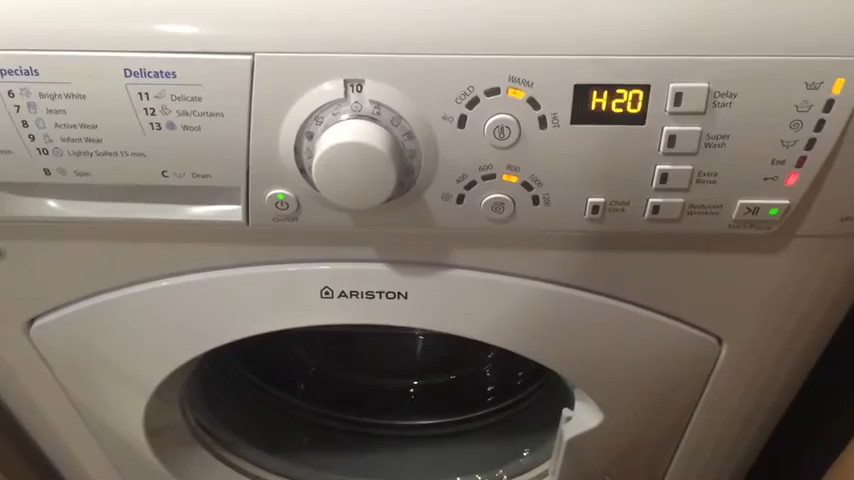 pecials
6 Bright White
7 Jeans
8 Active Wear
9 Infant Wear
10 Lightly Soiled 15 min.
B Spin
Delicates
11 Delicate
12 Silk/Curtains
13 Wool
C Drain
10
On/Off
COLD
WARM
HOT
400
600
800
1000
1200
H20
Delay
Start
Super
Wash
Extra
Rinse
Child
Lock
Reduced
Wrinkles
End
ARISTON